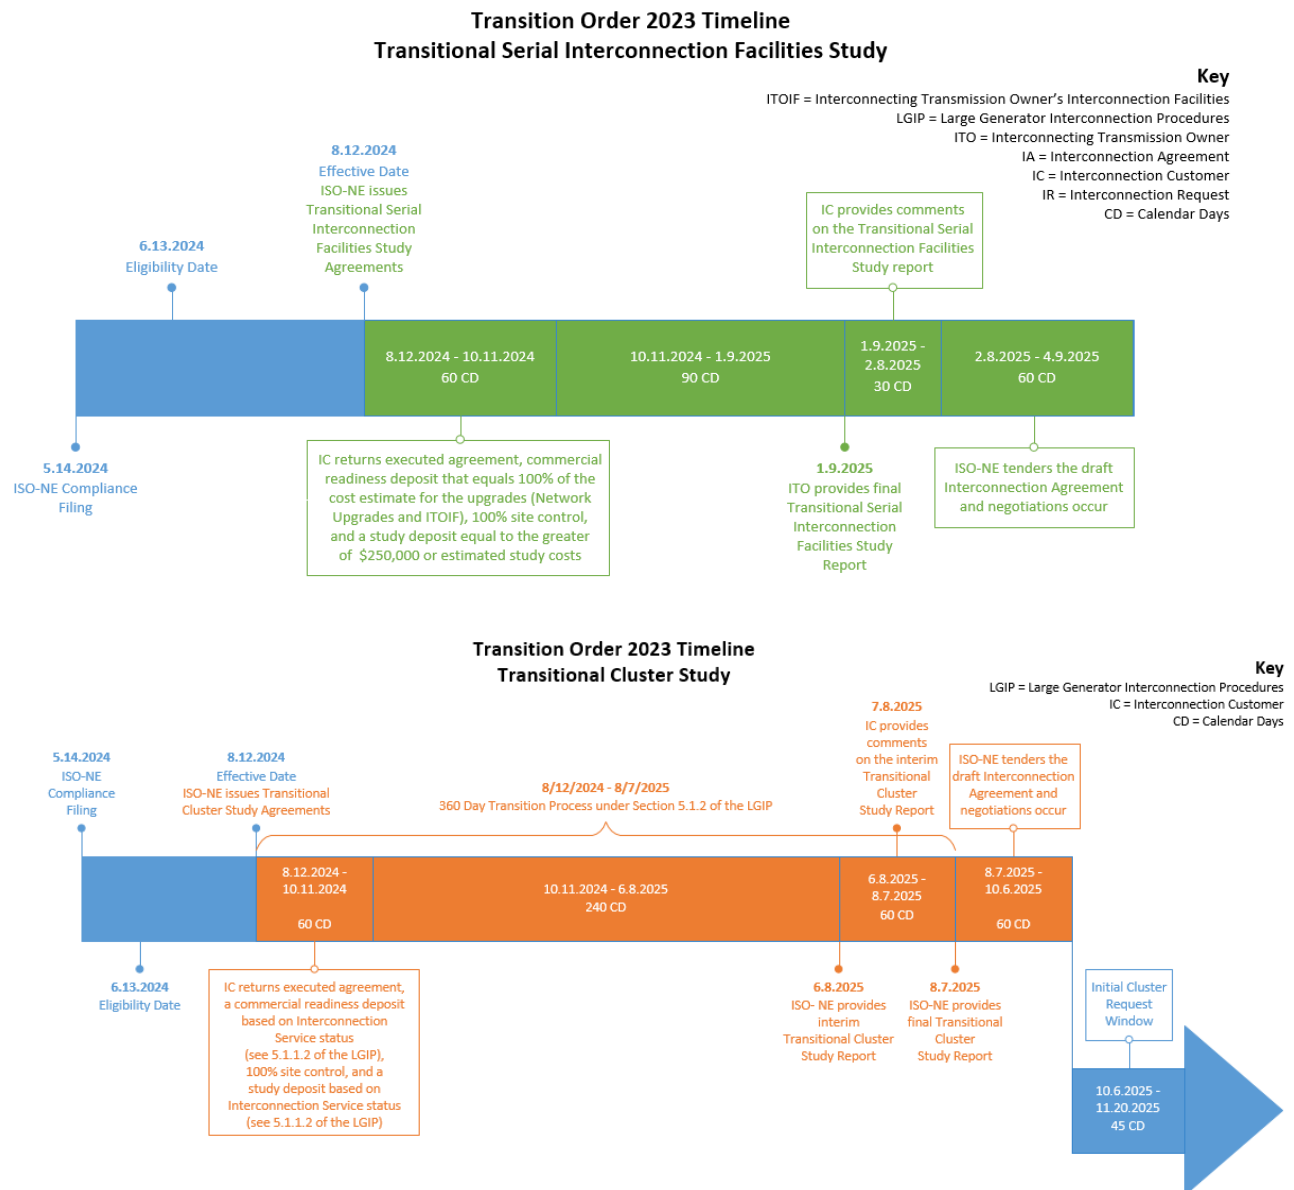 Transition Order 2023 Timeline
Transitional Serial Interconnection Facilities Study
Key
ITOIF = Interconnecting Transmission Owner's Interconnection Facilities
LGIP = Large Generator Interconnection Procedures
ITO = Interconnecting Transmission Owner
IA = Interconnection Agreement
IC = Interconnection Customer
IR = Interconnection Request
CD = Calendar Days
8.12.2024
Effective Date
ISO-NE issues
Transitional Serial
Interconnection
Facilities Study
Agreements
6.13.2024
Eligibility Date
IC provides comments
on the Transitional Serial
Interconnection Facilities
Study report
8.12.2024 - 10.11.2024
60 CD
10.11.2024 - 1.9.2025
90 CD
1.9.2025 -
2.8.2025
30 CD
2.8.2025 - 4.9.2025
60 CD
5.14.2024
ISO-NE Compliance
Filing
IC returns executed agreement, commercial
readiness deposit that equals 100% of the
cost estimate for the upgrades (Network
Upgrades and ITOIF), 100% site control,
and a study deposit equal to the greater
of $250,000 or estimated study costs
1.9.2025
ITO provides final
Transitional Serial
Interconnection
Facilities Study
Report
ISO-NE tenders the draft
Interconnection Agreement
and negotiations occur
Transition Order 2023 Timeline
Transitional Cluster Study
Key
LGIP = Large Generator Interconnection Procedures
IC = Interconnection Customer
CD = Calendar Days
5.14.2024
ISO-NE
Compliance
Filing
8.12.2024
Effective Date
ISO-NE issues Transitional
Cluster Study Agreements
8/12/2024 - 8/7/2025
360 Day Transition Process under Section 5.1.2 of the LGIP
7.8.2025
IC provides
comments
on the interim
Transitional
Cluster
Study Report
ISO-NE tenders the
draft Interconnection
Agreement and
negotiations occur
8.12.2024 -
10.11.2024
60 CD
10.11.2024 - 6.8.2025
240 CD
6.8.2025 -
8.7.2025
60 CD
8.7.2025 -
10.6.2025
60 CD
6.13.2024
Eligibility Date
IC returns executed agreement,
a commercial readiness deposit
based on Interconnection
Service status
(see 5.1.1.2 of the LGIP),
100% site control, and a
study deposit based on
Interconnection Service status
(see 5.1.1.2 of the LGIP)
6.8.2025
ISO- NE provides
interim
Transitional Cluster
Study Report
8.7.2025
ISO-NE provides
final Transitional
Cluster
Study Report
Initial Cluster
Request
Window
10.6.2025 -
11.20.2025
45 CD